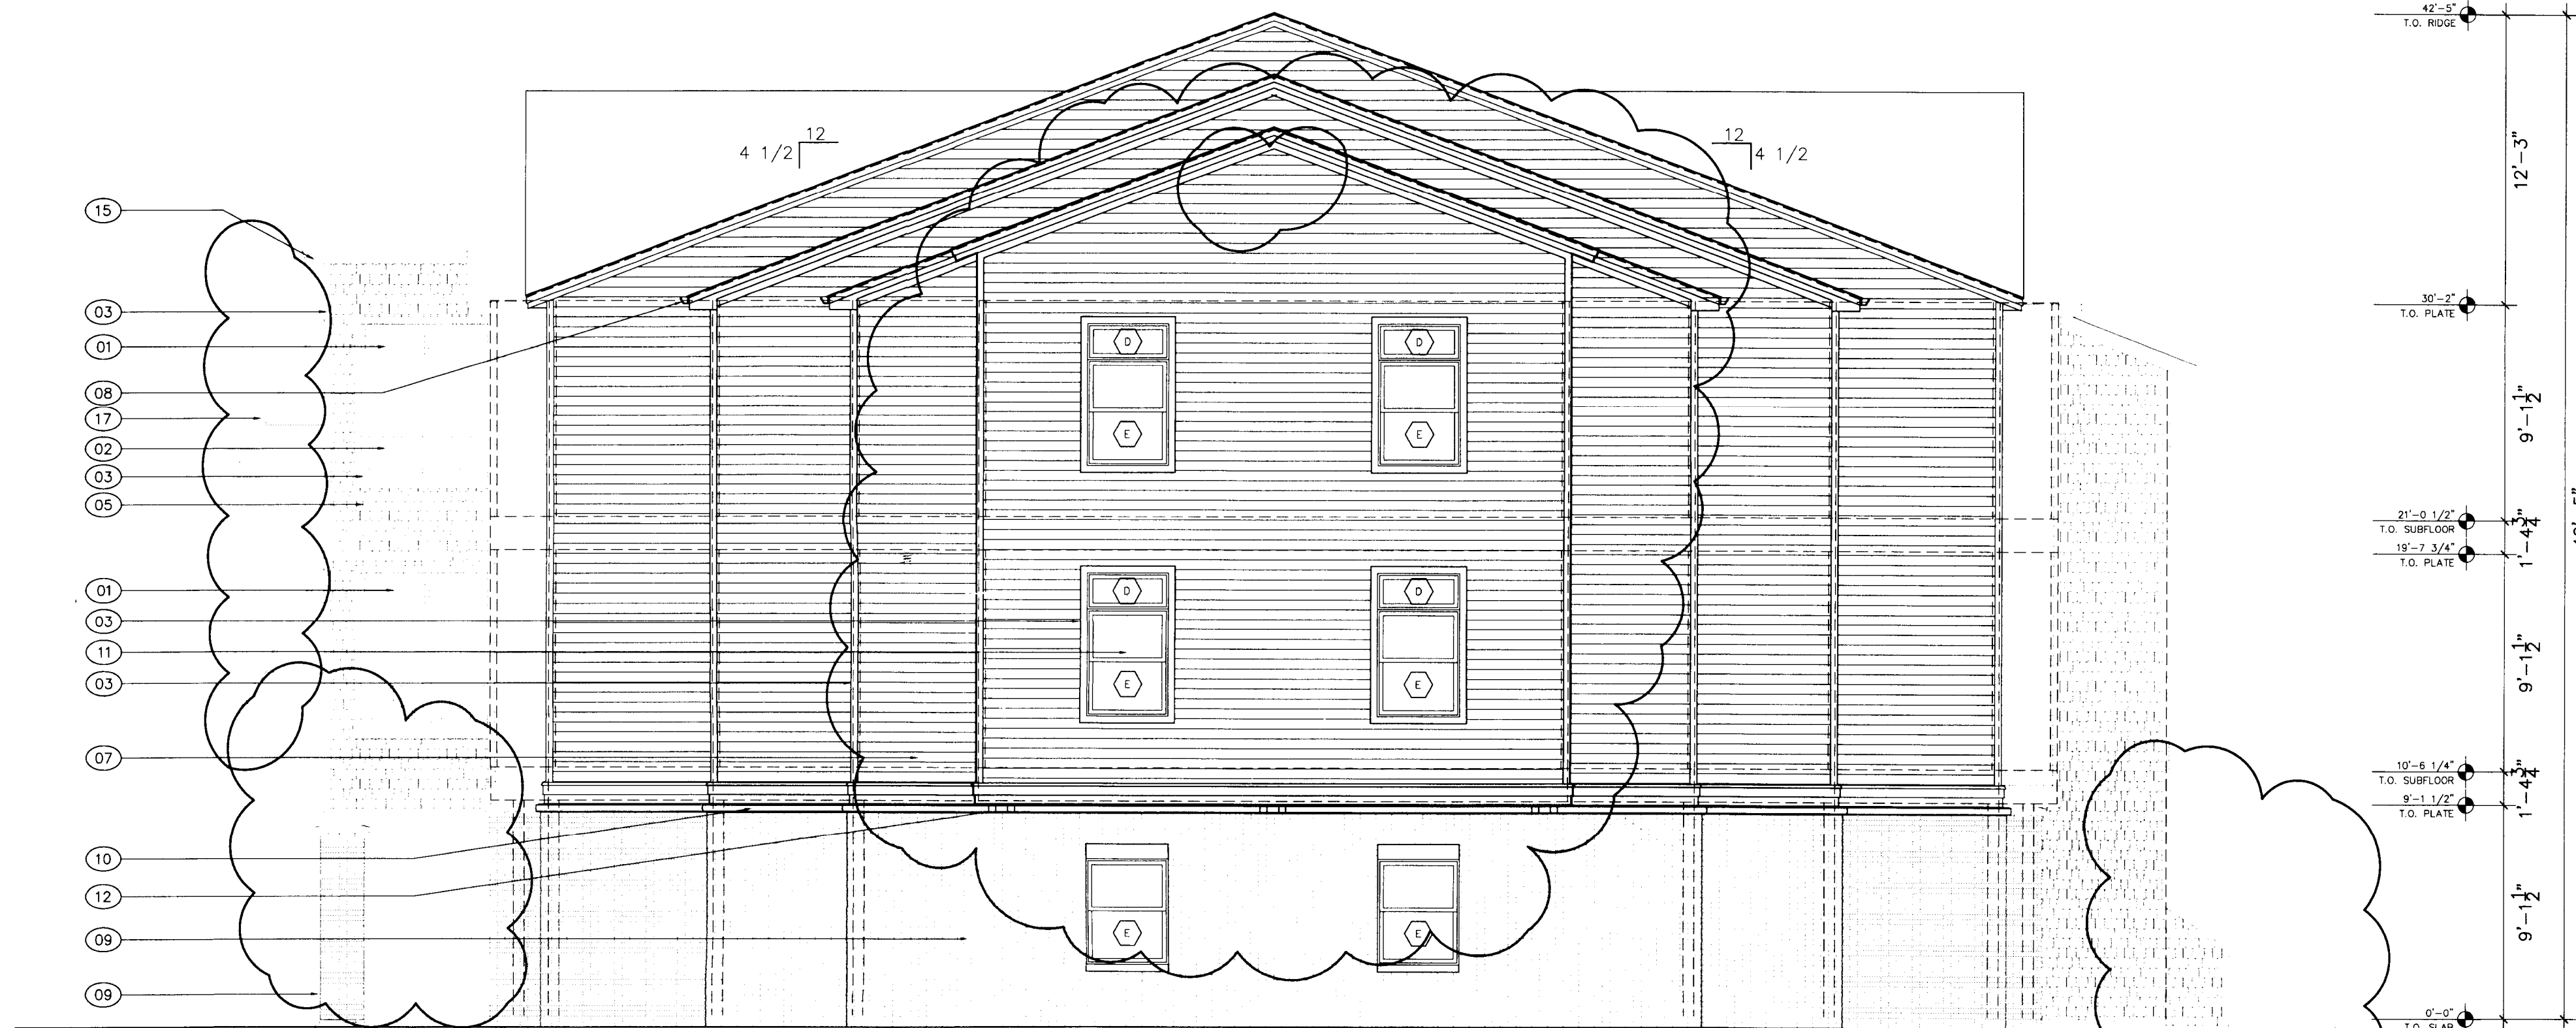 42'-5"
T.O. RIDGE
12
4 1/2
12
4 1/2
12'-3"
15
03
30'-2"
T.O. PLATE
01
D
D
08
9'-1 1/2"
17
E
E
02
03
05
21'-0 1/2"
T.O. SUBFLOOR
1'-4 3/4"
19'-7 3/4"
T.O. PLATE
01
D
D
03
11
9'-1 1/2"
03
E
E
07
10'-6 1/4"
T.O. SUBFLOOR
1'-4 3/4"
9'-1 1/2"
T.O. PLATE
10
12
9'-1 1/2"
09
E
E
09
0'-0"
T.O. SLAB